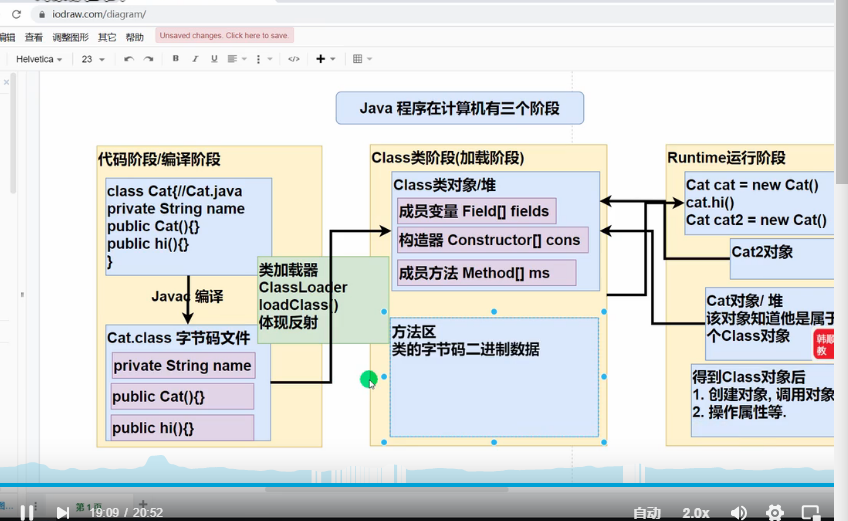 iodraw.com/diagram/
编辑 查看 调整图形 其它 帮助 Unsaved changes. Click here to save.
Helvetica 23 B I U
Java 程序在计算机有三个阶段
代码阶段/编译阶段
class Cat{//Cat.java
private String name
public Cat(){}
public hi(){}
}
Javac 编译
Cat.class 字节码文件
private String name
public Cat(){}
public hi(){}
类加载器
ClassLoader
loadClass()
体现反射
Class类阶段(加载阶段)
Class类对象/堆
成员变量 Field[] fields
构造器 Constructor[] cons
成员方法 Method[] ms
方法区
类的字节码二进制数据
Runtime运行阶段
Cat cat = new Cat()
cat.hi()
Cat cat2 = new Cat()
Cat2对象
Cat对象/ 堆
该对象知道他是属于
个Class对象
韩顺
教
得到Class对象后
1. 创建对象, 调用对象
2. 操作属性等.
第 1 页
19:09 / 20:52
自动 2.0x